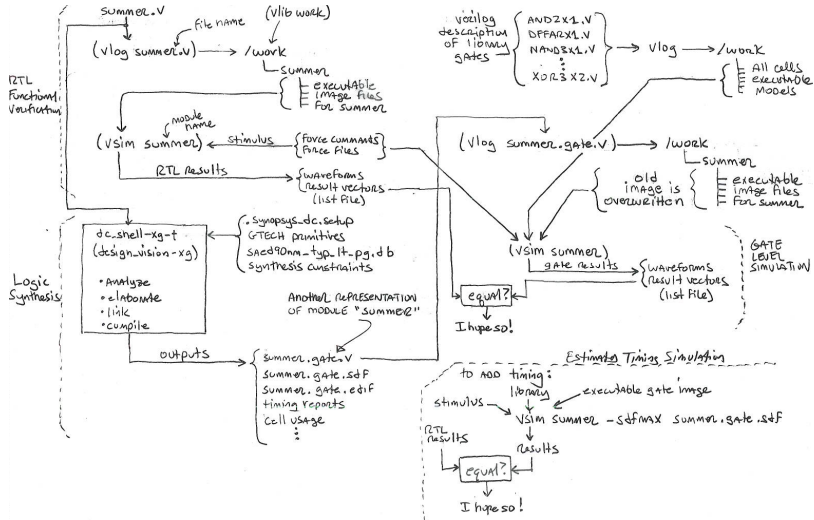 summer.v
file name
(vlib work)
(vlog summer.v)
/work
summer
executable
image files
for summer
RTL
Functional
Verification
module
name
(vsim summer)
stimulus
Force commands
Force files
RTL Results
waveforms
result vectors
(list file)
verilog
description
of library
gates
AND2X1.V
DFFARX1.V
NAND3X1.V
XOR3X2.V
vlog
/work
All cells
executable
models
(vlog summer.gate.v)
/work
summer
old
image is
overwritten
executable
image files
for summer
(vsim summer)
gate results
waveforms
result vectors
(list file)
GATE
LEVEL
SIMULATION
equal?
I hope so!
Logic
Synthesis
dc_shell-xg-t
(design_vision-xg)
• Analyze
• elaborate
• link
• compile
.synopsys_dc.setup
GTECH primitives
saed90nm_typ_lt_pg.db
synthesis constraints
outputs
ANOTHER REPRESENTATION
OF MODULE "SUMMER"
summer.gate.v
summer.gate.sdf
summer.gate.edif
timing reports
cell usage
Estimated Timing Simulation
TO ADD timing:
library
executable gate image
stimulus
vsim summer -sdfmax summer.gate.sdf
RTL
Results
results
equal?
I hope so!